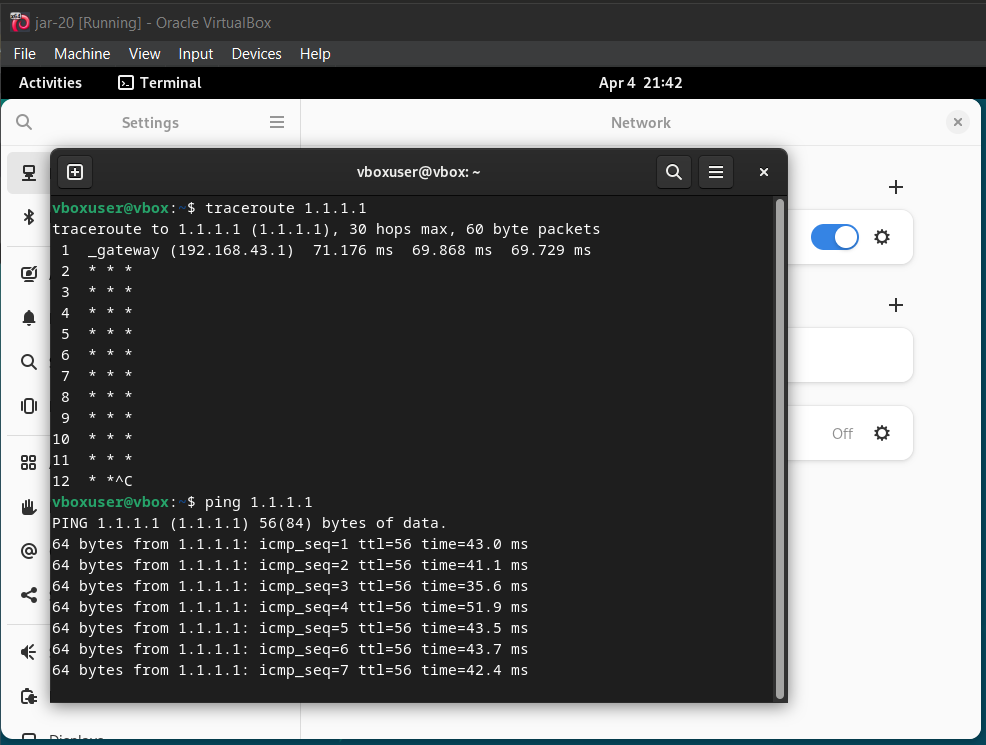 jar-20 [Running] - Oracle VirtualBox
File Machine View Input Devices Help
Activities Terminal Apr 4 21:42
Settings Network
vboxuser@vbox: ~
vboxuser@vbox:~$ traceroute 1.1.1.1
traceroute to 1.1.1.1 (1.1.1.1), 30 hops max, 60 byte packets
1 _gateway (192.168.43.1) 71.176 ms 69.868 ms 69.729 ms
2 * * *
3 * * *
4 * * *
5 * * *
6 * * *
7 * * *
8 * * *
9 * * *
10 * * *
11 * * *
12 * *^C
vboxuser@vbox:~$ ping 1.1.1.1
PING 1.1.1.1 (1.1.1.1) 56(84) bytes of data.
64 bytes from 1.1.1.1: icmp_seq=1 ttl=56 time=43.0 ms
64 bytes from 1.1.1.1: icmp_seq=2 ttl=56 time=41.1 ms
64 bytes from 1.1.1.1: icmp_seq=3 ttl=56 time=35.6 ms
64 bytes from 1.1.1.1: icmp_seq=4 ttl=56 time=51.9 ms
64 bytes from 1.1.1.1: icmp_seq=5 ttl=56 time=43.5 ms
64 bytes from 1.1.1.1: icmp_seq=6 ttl=56 time=43.7 ms
64 bytes from 1.1.1.1: icmp_seq=7 ttl=56 time=42.4 ms
Off
Displays